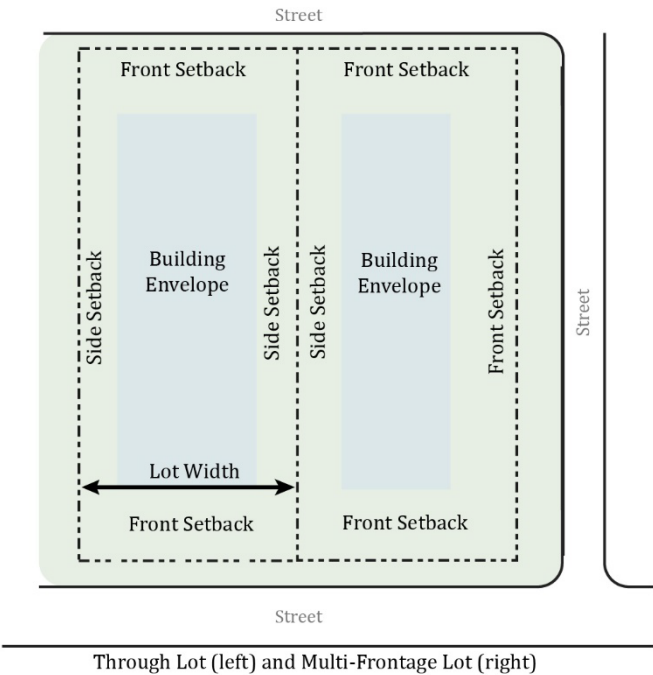 Street
Front Setback
Front Setback
Side Setback
Building
Envelope
Side Setback
Side Setback
Building
Envelope
Front Setback
Street
Lot Width
Front Setback
Front Setback
Street
Through Lot (left) and Multi-Frontage Lot (right)